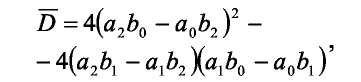 D̅ = 4(a₂b₀ − a₀b₂)² −
− 4(a₂b₁ − a₁b₂)(a₁b₀ − a₀b₁),